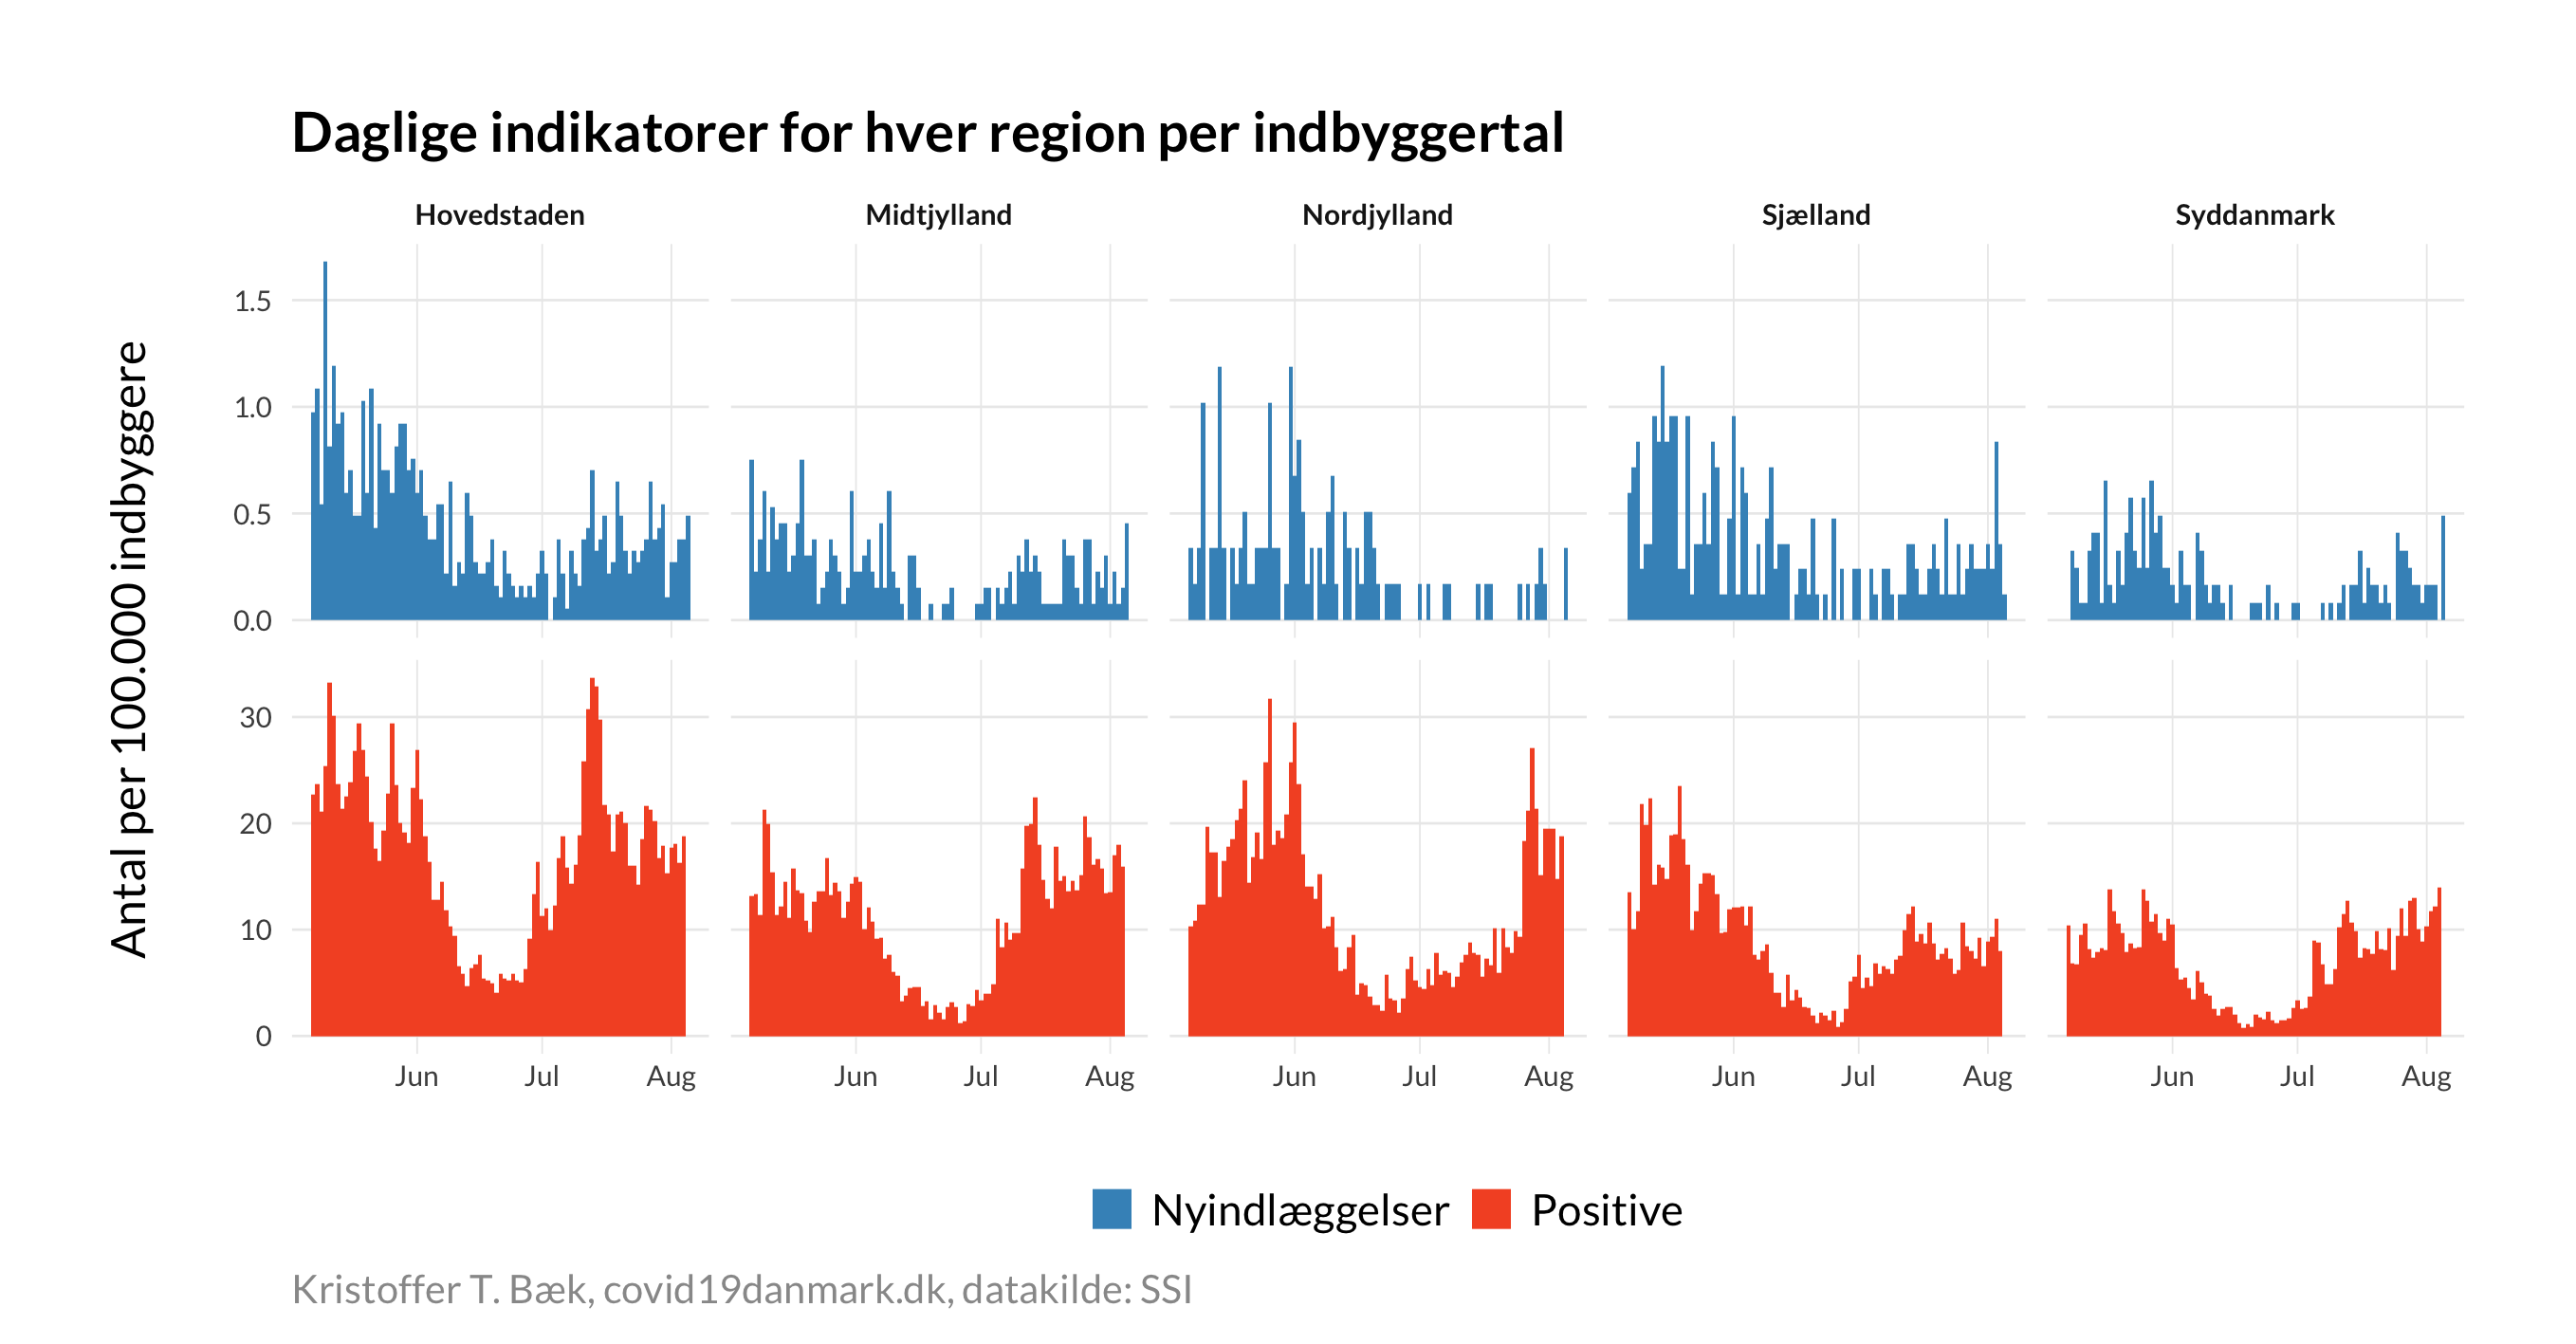 Daglige indikatorer for hver region per indbyggertal
Hovedstaden Midtjylland Nordjylland Sjælland Syddanmark
Antal per 100.000 indbyggere
1.5
1.0
0.5
0.0
30
20
10
0
Jun Jul Aug Jun Jul Aug Jun Jul Aug Jun Jul Aug Jun Jul Aug
Nyindlæggelser Positive
Kristoffer T. Bæk, covid19danmark.dk, datakilde: SSI